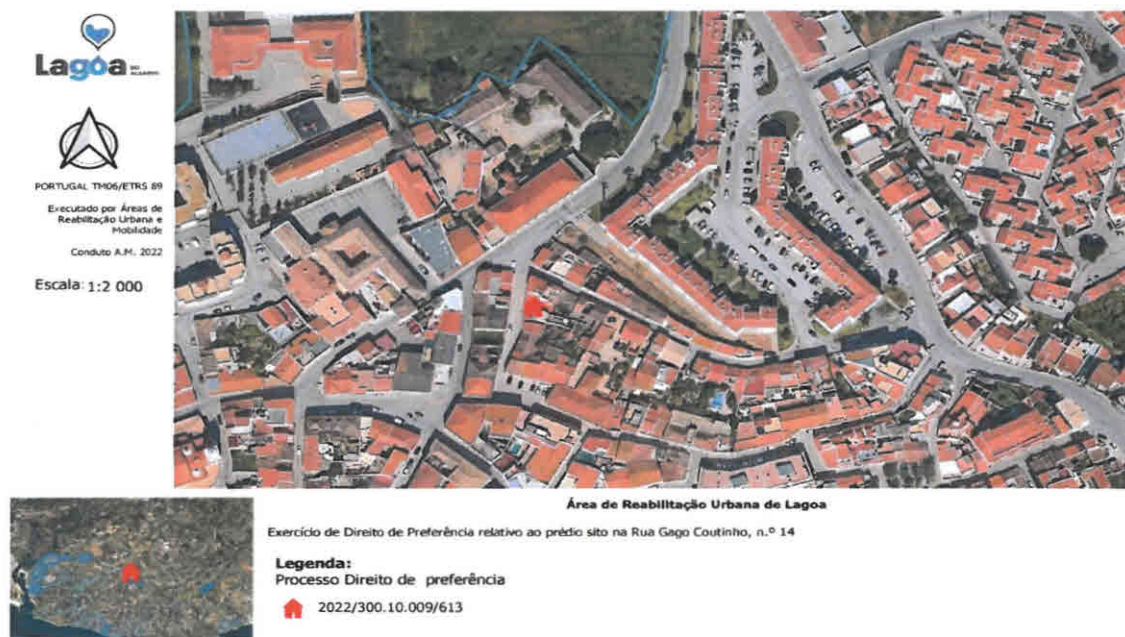 Lagoa DO ALGARVE
PORTUGAL TM06/ETRS 89
Executado por Áreas de
Reabilitação Urbana e
Mobilidade
Conduto A.M. 2022
Escala: 1:2 000
Área de Reabilitação Urbana de Lagoa
Exercício de Direito de Preferência relativo ao prédio sito na Rua Gago Coutinho, n.º 14
Legenda:
Processo Direito de preferência
2022/300.10.009/613